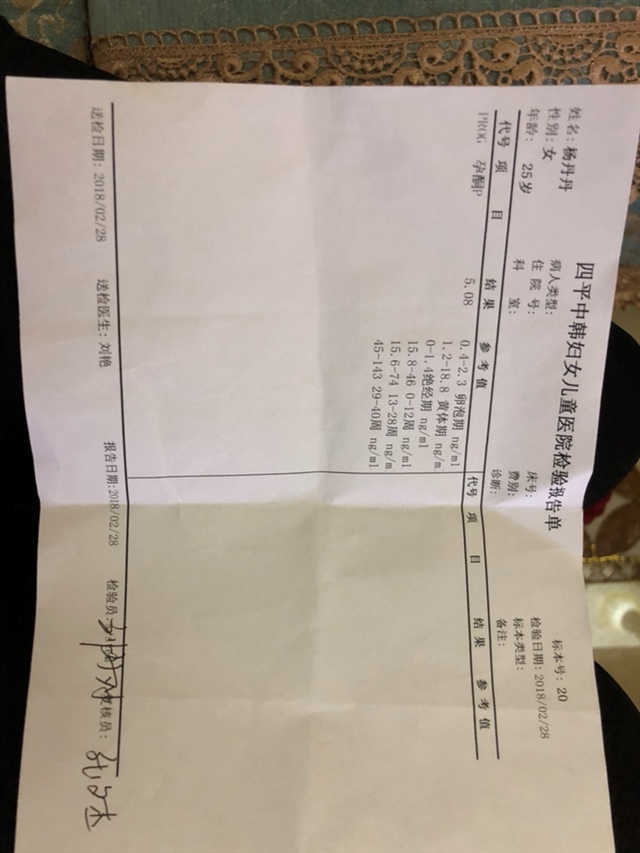 四平中韩妇女儿童医院检验报告单
标本号: 20
姓名: 杨丹丹 病人类型: 床号: 检验日期: 2018/02/28
性别: 女 住院号: 费别: 标本类型:
年龄: 25岁 科室: 诊断: 备注:
代号 项目 结果 参考值 代号 项目 结果 参考值
PROG 孕酮P 5.08 0.4-2.3 卵泡期 ng/ml
1.2-18.8 黄体期 ng/m
0-1.4绝经期 ng/ml
15.8-46 0-12周 ng/ml
15.6-74 13-28周 ng/m
45-143 29-40周 ng/ml
送检日期: 2018/02/28 送检医生: 刘艳 报告日期:2018/02/28 检验员: 核员: